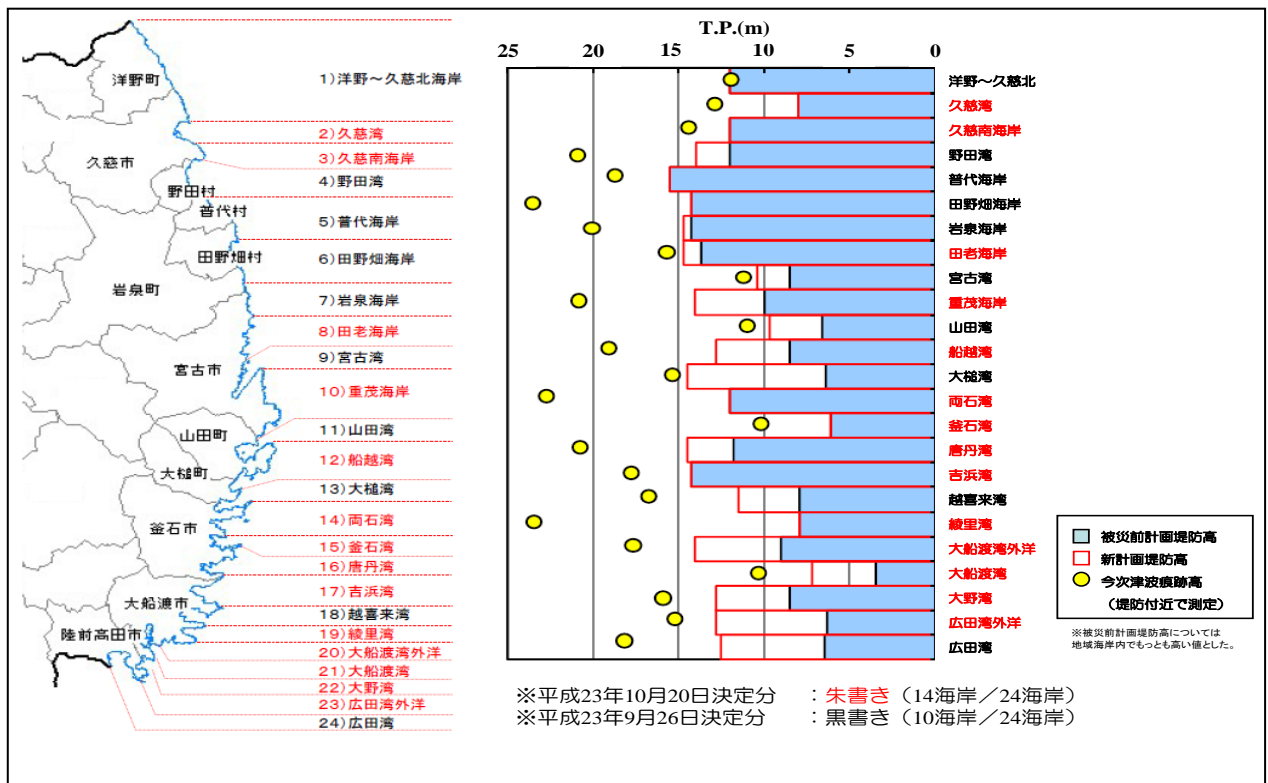 洋野町
久慈市
野田村
普代村
田野畑村
岩泉町
宮古市
山田町
大槌町
釜石市
大船渡市
陸前高田市
1)洋野～久慈北海岸
2)久慈湾
3)久慈南海岸
4)野田湾
5)普代海岸
6)田野畑海岸
7)岩泉海岸
8)田老海岸
9)宮古湾
10)重茂海岸
11)山田湾
12)船越湾
13)大槌湾
14)両石湾
15)釜石湾
16)唐丹湾
17)吉浜湾
18)越喜来湾
19)綾里湾
20)大船渡湾外洋
21)大船渡湾
22)大野湾
23)広田湾外洋
24)広田湾
T.P.(m)
25 20 15 10 5 0
洋野～久慈北
久慈湾
久慈南海岸
野田湾
普代海岸
田野畑海岸
岩泉海岸
田老海岸
宮古湾
重茂海岸
山田湾
船越湾
大槌湾
両石湾
釜石湾
唐丹湾
吉浜湾
越喜来湾
綾里湾
大船渡湾外洋
大船渡湾
大野湾
広田湾外洋
広田湾
被災前計画堤防高
新計画堤防高
今次津波痕跡高
（堤防付近で測定）
※被災前計画堤防高については
地域海岸内でもっとも高い値とした。
※平成23年10月20日決定分　：朱書き（14海岸／24海岸）
※平成23年9月26日決定分　：黒書き（10海岸／24海岸）